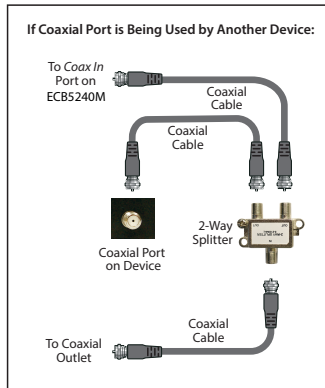 If Coaxial Port is Being Used by Another Device:
To Coax In
Port on
ECB5240M
Coaxial
Cable
Coaxial
Cable
2-Way
Splitter
Coaxial Port
on Device
Coaxial
Cable
To Coaxial
Outlet